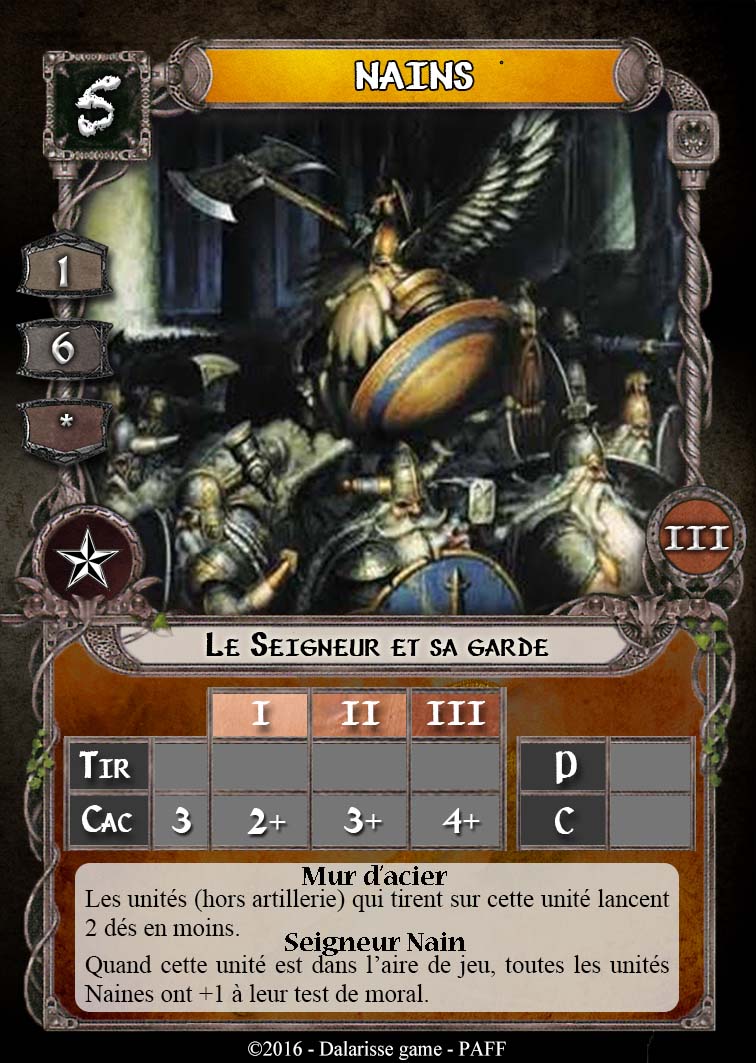 NAINS
5
1
6
*
III
LE SEIGNEUR ET SA GARDE
I II III
TIR P
CAC 3 2+ 3+ 4+ C
Mur d'acier
Les unités (hors artillerie) qui tirent sur cette unité lancent
2 dés en moins.
Seigneur Nain
Quand cette unité est dans l'aire de jeu, toutes les unités
Naines ont +1 à leur test de moral.
©2016 - Dalarisse game - PAFF